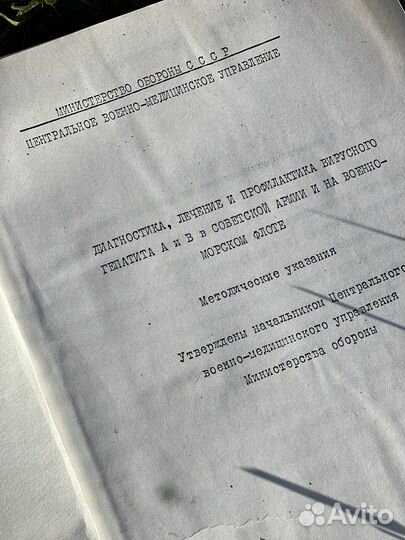 МИНИСТЕРСТВО ОБОРОНЫ С С С Р
ЦЕНТРАЛЬНОЕ ВОЕННО-МЕДИЦИНСКОЕ УПРАВЛЕНИЕ
ДИАГНОСТИКА, ЛЕЧЕНИЕ И ПРОФИЛАКТИКА ВИРУСНОГО
ГЕПАТИТА А и В в СОВЕТСКОЙ АРМИИ И НА ВОЕННО-
МОРСКОМ ФЛОТЕ
Методические указания
Утверждены начальником Центрального
военно-медицинского управления
Министерства обороны
Avito